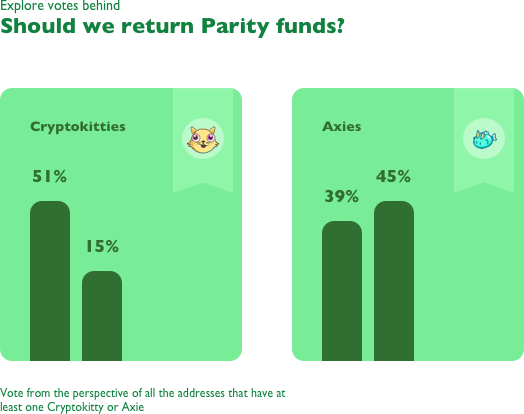 Explore votes behind
Should we return Parity funds?
Cryptokitties
51%
15%
Axies
39%
45%
Vote from the perspective of all the addresses that have at
least one Cryptokitty or Axie